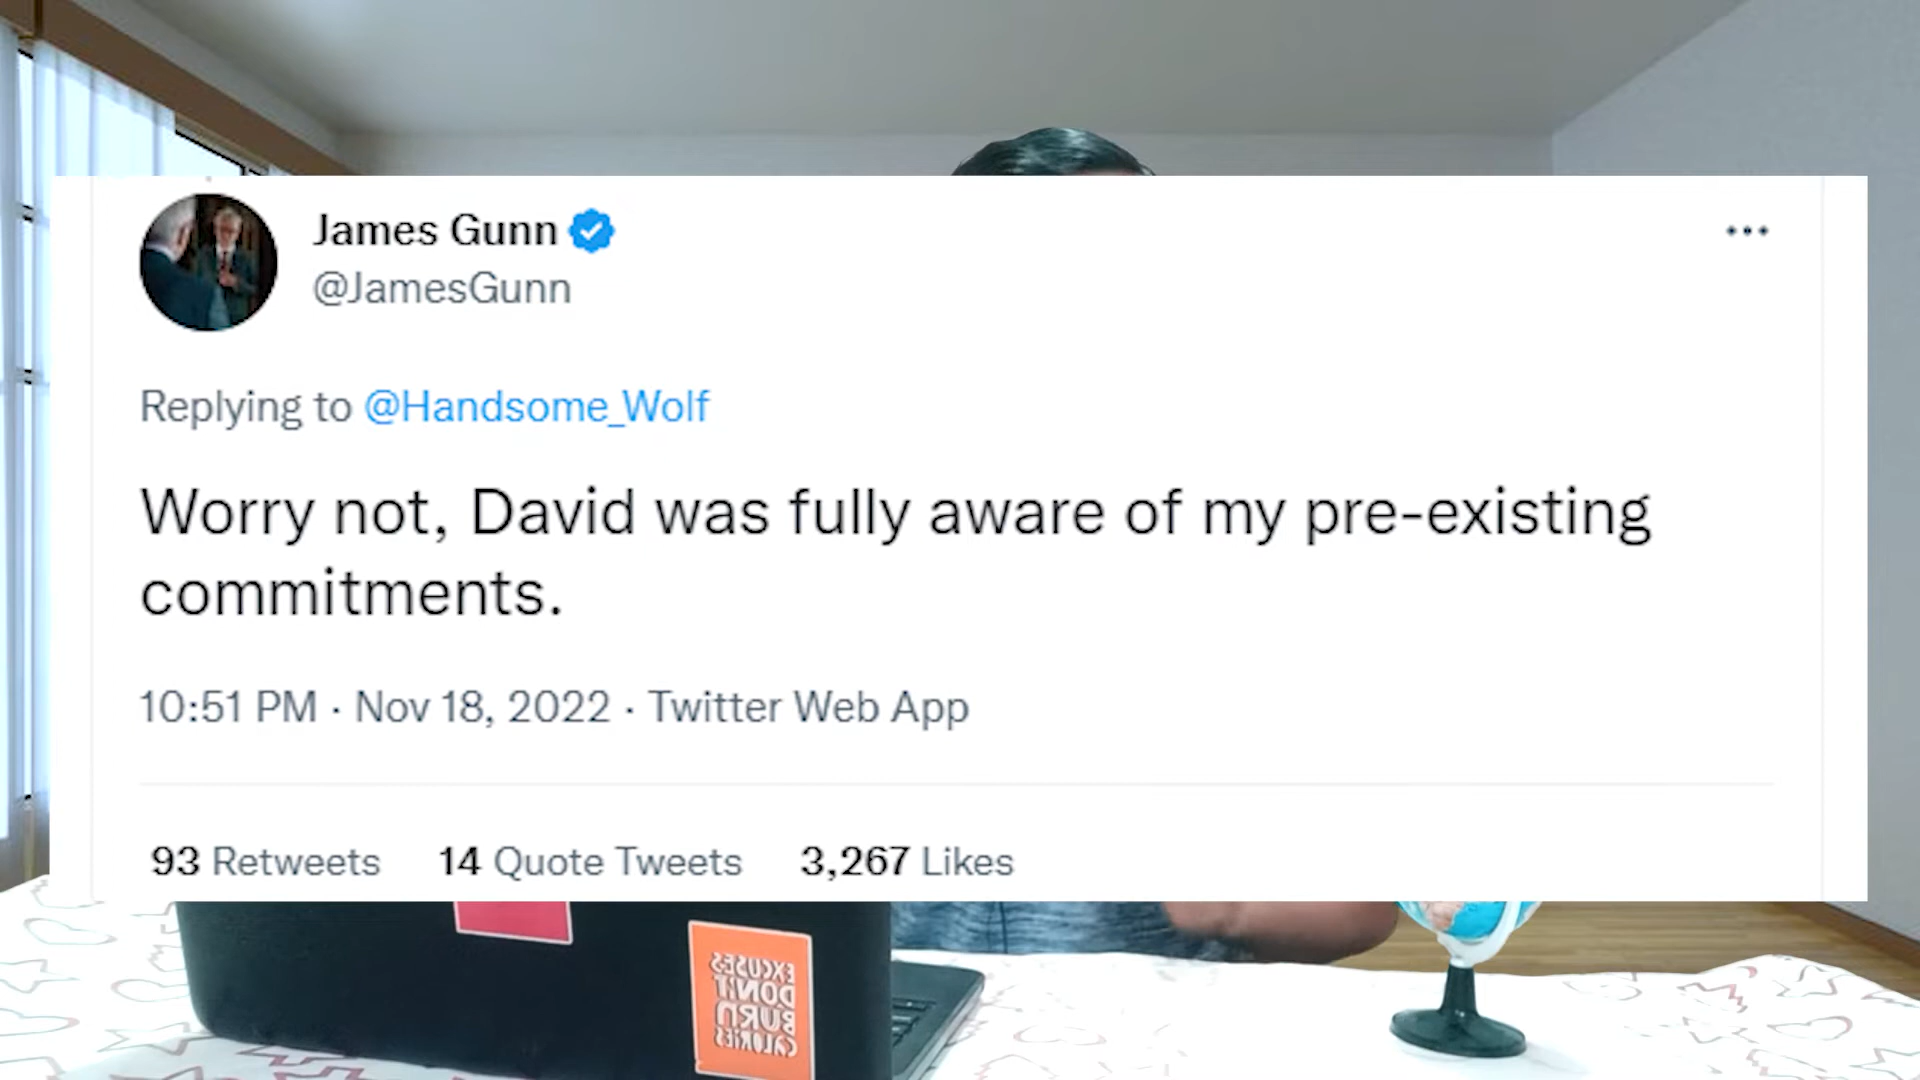 James Gunn
@JamesGunn
Replying to @Handsome_Wolf
Worry not, David was fully aware of my pre-existing
commitments.
10:51 PM · Nov 18, 2022 · Twitter Web App
93 Retweets 14 Quote Tweets 3,267 Likes
EXCUSES
DON'T
BURN
CALORIES